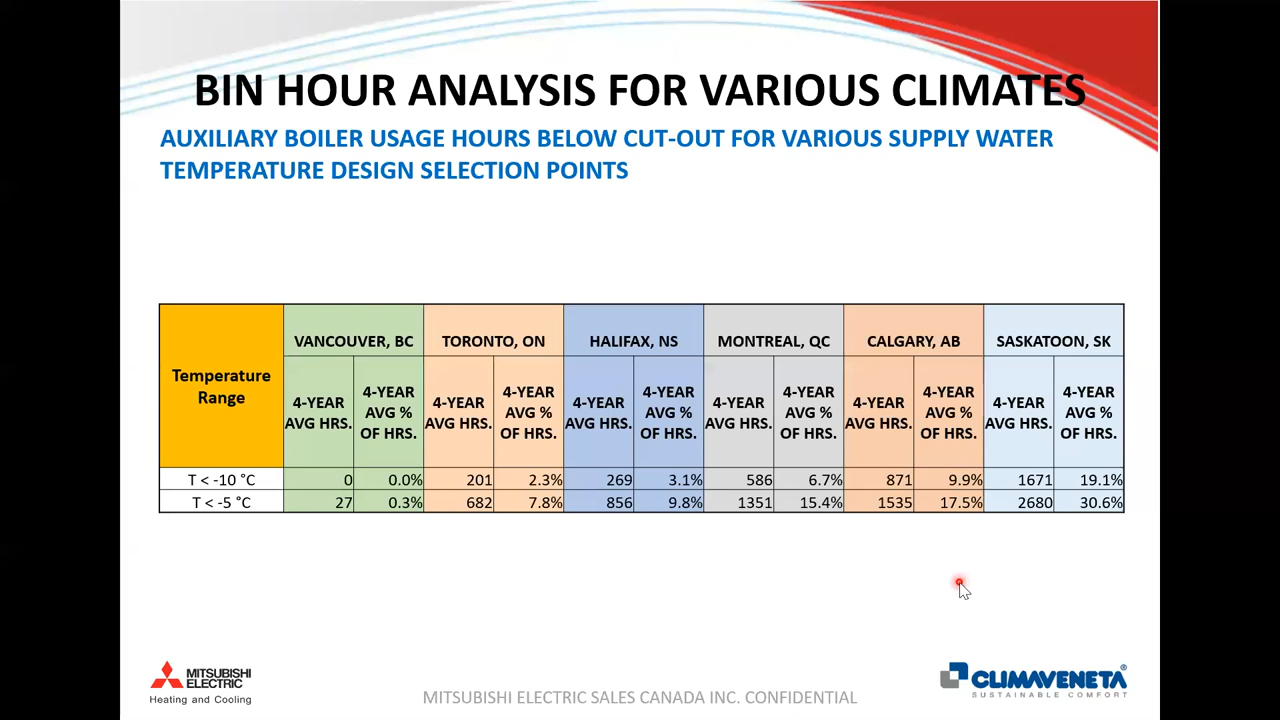 BIN HOUR ANALYSIS FOR VARIOUS CLIMATES
AUXILIARY BOILER USAGE HOURS BELOW CUT-OUT FOR VARIOUS SUPPLY WATER
TEMPERATURE DESIGN SELECTION POINTS
Temperature
Range
VANCOUVER, BC TORONTO, ON HALIFAX, NS MONTREAL, QC CALGARY, AB SASKATOON, SK
4-YEAR
AVG HRS.
4-YEAR
AVG %
OF HRS.
4-YEAR
AVG HRS.
4-YEAR
AVG %
OF HRS.
4-YEAR
AVG HRS.
4-YEAR
AVG %
OF HRS.
4-YEAR
AVG HRS.
4-YEAR
AVG %
OF HRS.
4-YEAR
AVG HRS.
4-YEAR
AVG %
OF HRS.
4-YEAR
AVG HRS.
4-YEAR
AVG %
OF HRS.
T < -10 °C 0 0.0% 201 2.3% 269 3.1% 586 6.7% 871 9.9% 1671 19.1%
T < -5 °C 27 0.3% 682 7.8% 856 9.8% 1351 15.4% 1535 17.5% 2680 30.6%
MITSUBISHI
ELECTRIC
Heating and Cooling
MITSUBISHI ELECTRIC SALES CANADA INC. CONFIDENTIAL
CLIMAVENETA®
SUSTAINABLE COMFORT